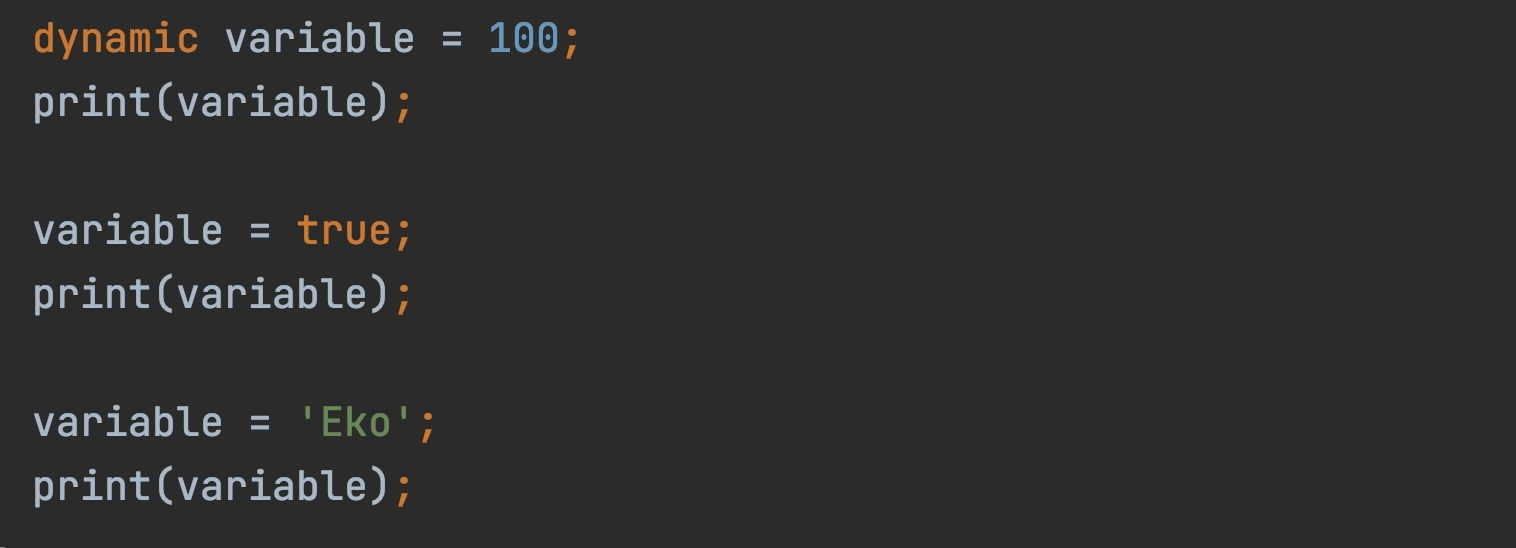 dynamic variable = 100;
print(variable);
variable = true;
print(variable);
variable = 'Eko';
print(variable);